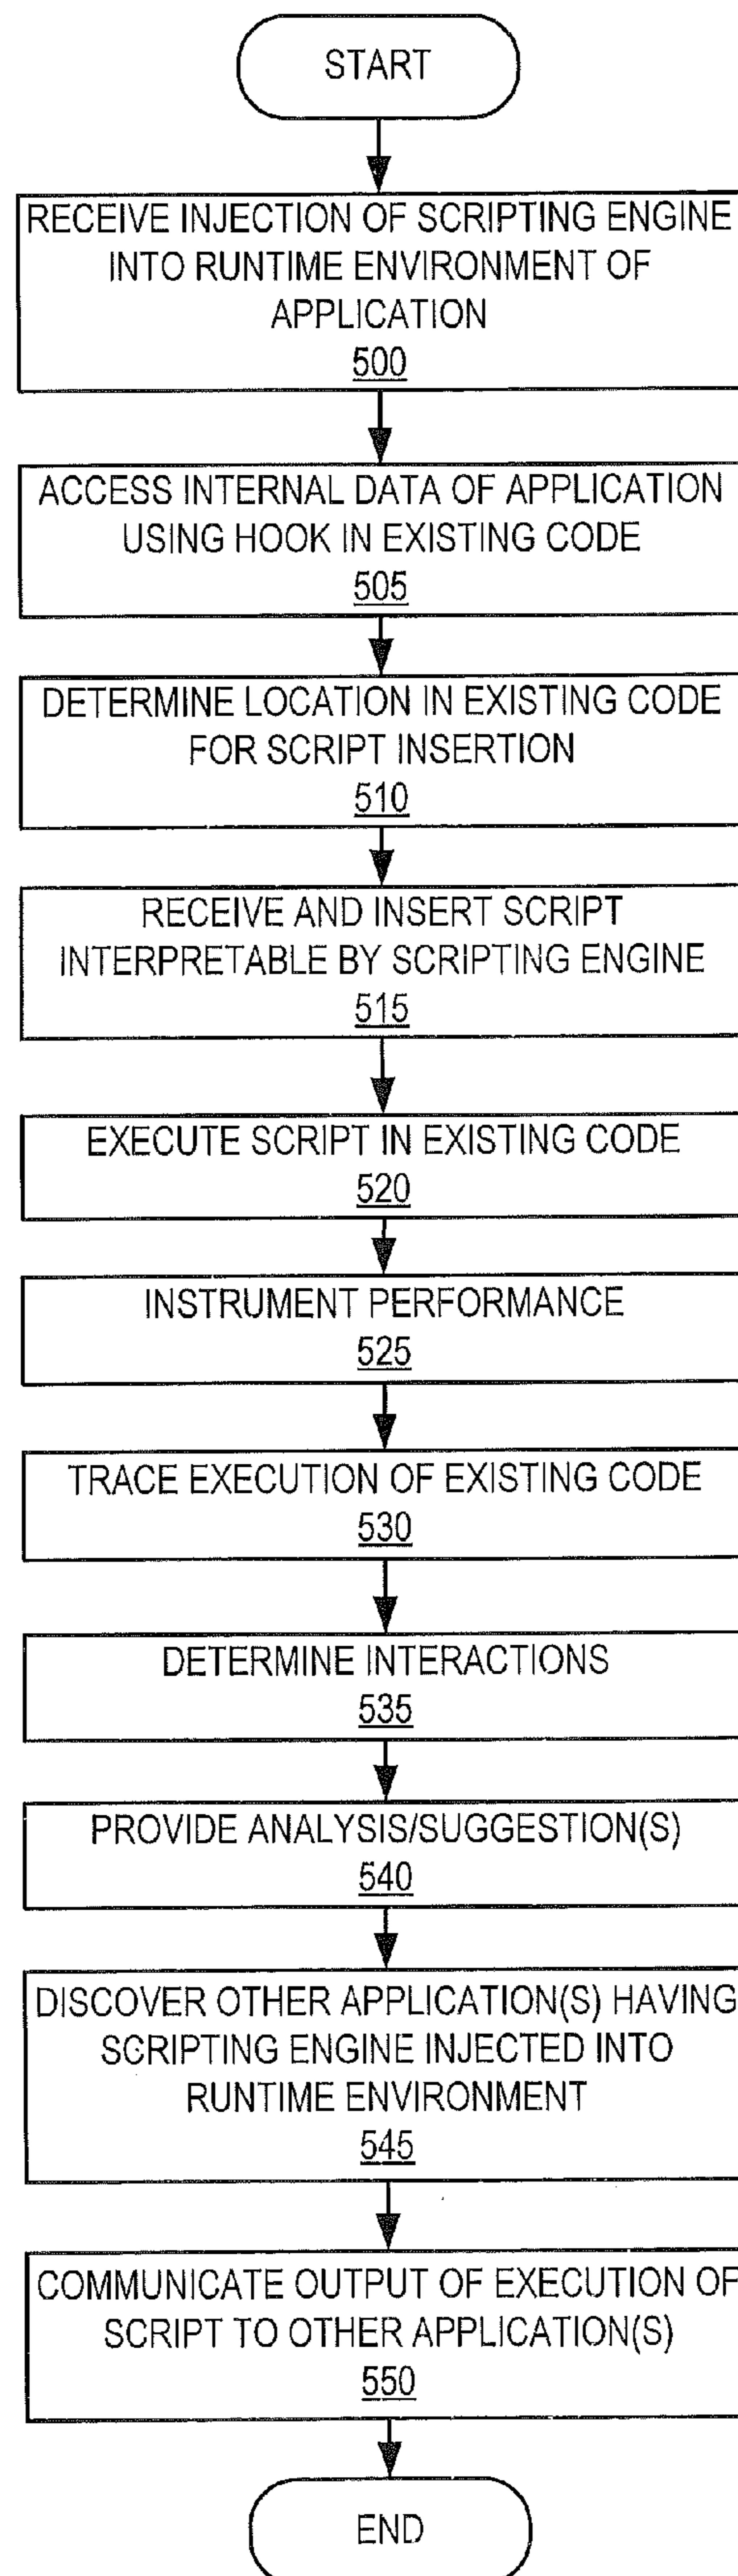 START
RECEIVE INJECTION OF SCRIPTING ENGINE
INTO RUNTIME ENVIRONMENT OF
APPLICATION
500
ACCESS INTERNAL DATA OF APPLICATION
USING HOOK IN EXISTING CODE
505
DETERMINE LOCATION IN EXISTING CODE
FOR SCRIPT INSERTION
510
RECEIVE AND INSERT SCRIPT
INTERPRETABLE BY SCRIPTING ENGINE
515
EXECUTE SCRIPT IN EXISTING CODE
520
INSTRUMENT PERFORMANCE
525
TRACE EXECUTION OF EXISTING CODE
530
DETERMINE INTERACTIONS
535
PROVIDE ANALYSIS/SUGGESTION(S)
540
DISCOVER OTHER APPLICATION(S) HAVING
SCRIPTING ENGINE INJECTED INTO
RUNTIME ENVIRONMENT
545
COMMUNICATE OUTPUT OF EXECUTION OF
SCRIPT TO OTHER APPLICATION(S)
550
END